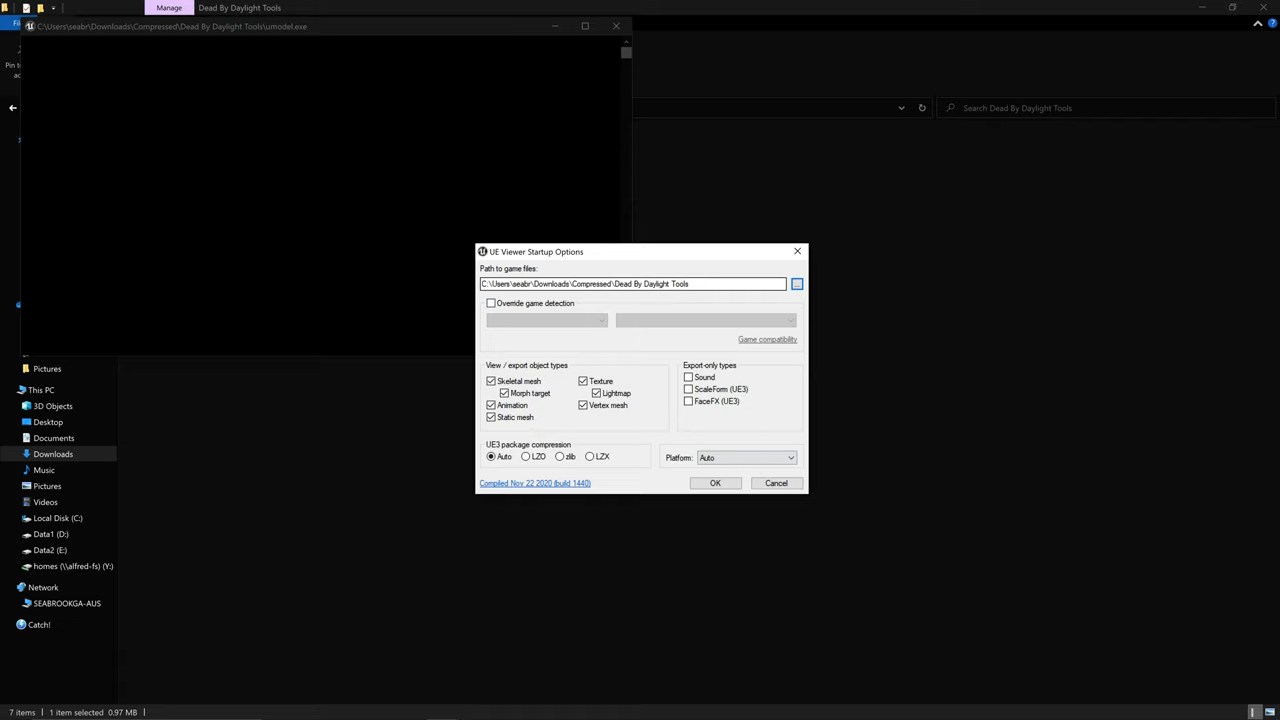 Manage
Dead By Daylight Tools
C:\Users\seabr\Downloads\Compressed\Dead By Daylight Tools\umodel.exe
Search Dead By Daylight Tools
UE Viewer Startup Options
Path to game files:
C:\Users\seabr\Downloads\Compressed\Dead By Daylight Tools
...
Override game detection
Game compatibility
View / export object types
Skeletal mesh
Texture
Morph target
Lightmap
Animation
Vertex mesh
Static mesh
Export-only types
Sound
ScaleForm (UE3)
FaceFX (UE3)
UE3 package compression
Auto
LZO
zlib
LZX
Platform:
Auto
Compiled Nov 22 2020 (build 1440)
OK
Cancel
Pictures
This PC
3D Objects
Desktop
Documents
Downloads
Music
Pictures
Videos
Local Disk (C:)
Data1 (D:)
Data2 (E:)
homes (\\alfred-fs) (Y:)
Network
SEABROOKGA-AUS
Catch!
7 items
1 item selected
0.97 MB